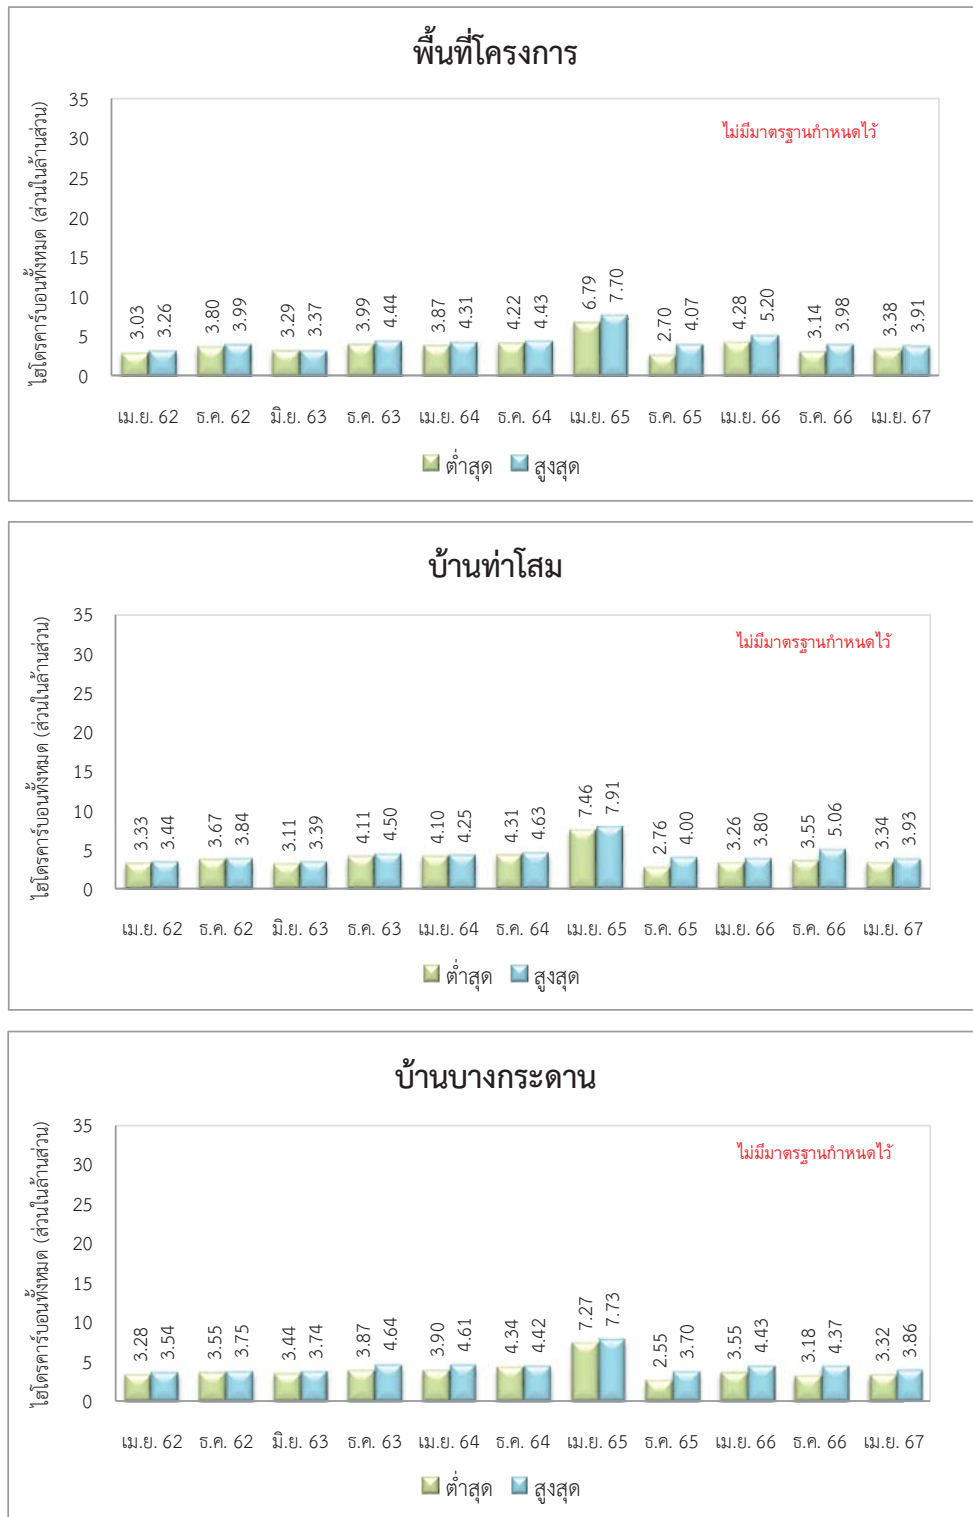 พื้นที่โครงการ
ไฮโดรคาร์บอนทั้งหมด (ส่วนในล้านส่วน)
ไม่มีมาตรฐานกำหนดไว้
35
30
25
20
15
10
5
0
3.03 3.26 3.80 3.99 3.29 3.37 3.99 4.44 3.87 4.31 4.22 4.43 6.79 7.70 2.70 4.07 4.28 5.20 3.14 3.98 3.38 3.91
เม.ย. 62 ธ.ค. 62 มิ.ย. 63 ธ.ค. 63 เม.ย. 64 ธ.ค. 64 เม.ย. 65 ธ.ค. 65 เม.ย. 66 ธ.ค. 66 เม.ย. 67
ต่ำสุด สูงสุด
บ้านท่าโสม
ไฮโดรคาร์บอนทั้งหมด (ส่วนในล้านส่วน)
ไม่มีมาตรฐานกำหนดไว้
35
30
25
20
15
10
5
0
3.33 3.44 3.67 3.84 3.11 3.39 4.11 4.50 4.10 4.25 4.31 4.63 7.46 7.91 2.76 4.00 3.26 3.80 3.55 5.06 3.34 3.93
เม.ย. 62 ธ.ค. 62 มิ.ย. 63 ธ.ค. 63 เม.ย. 64 ธ.ค. 64 เม.ย. 65 ธ.ค. 65 เม.ย. 66 ธ.ค. 66 เม.ย. 67
ต่ำสุด สูงสุด
บ้านบางกระดาน
ไฮโดรคาร์บอนทั้งหมด (ส่วนในล้านส่วน)
ไม่มีมาตรฐานกำหนดไว้
35
30
25
20
15
10
5
0
3.28 3.54 3.55 3.75 3.44 3.74 3.87 4.64 3.90 4.61 4.34 4.42 7.27 7.73 2.55 3.70 3.55 4.43 3.18 4.37 3.32 3.86
เม.ย. 62 ธ.ค. 62 มิ.ย. 63 ธ.ค. 63 เม.ย. 64 ธ.ค. 64 เม.ย. 65 ธ.ค. 65 เม.ย. 66 ธ.ค. 66 เม.ย. 67
ต่ำสุด สูงสุด